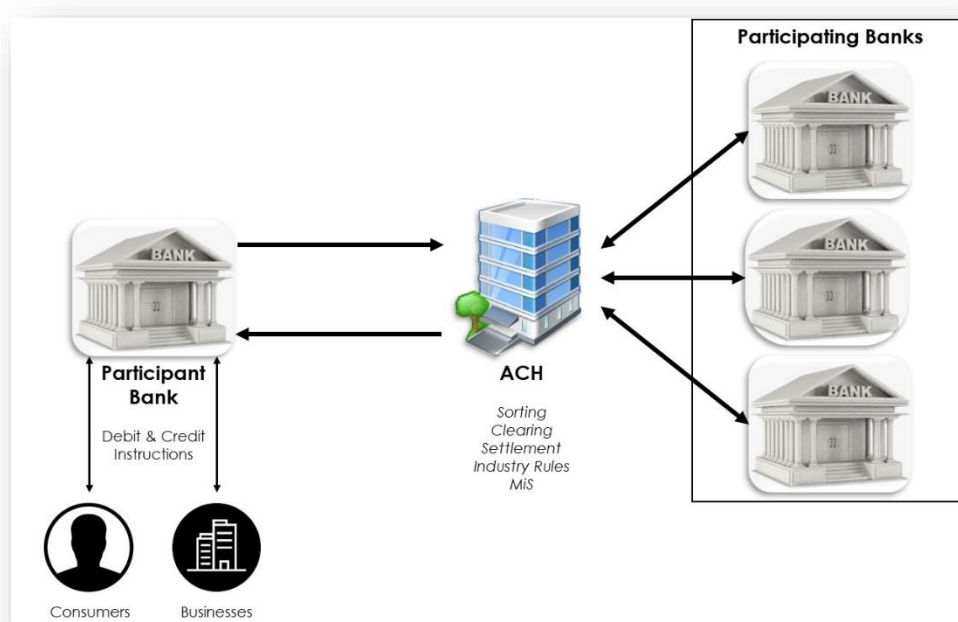 Participating Banks
BANK
BANK
BANK
BANK
Participant
Bank
Debit & Credit
Instructions
ACH
Sorting
Clearing
Settlement
Industry Rules
MiS
Consumers
Businesses